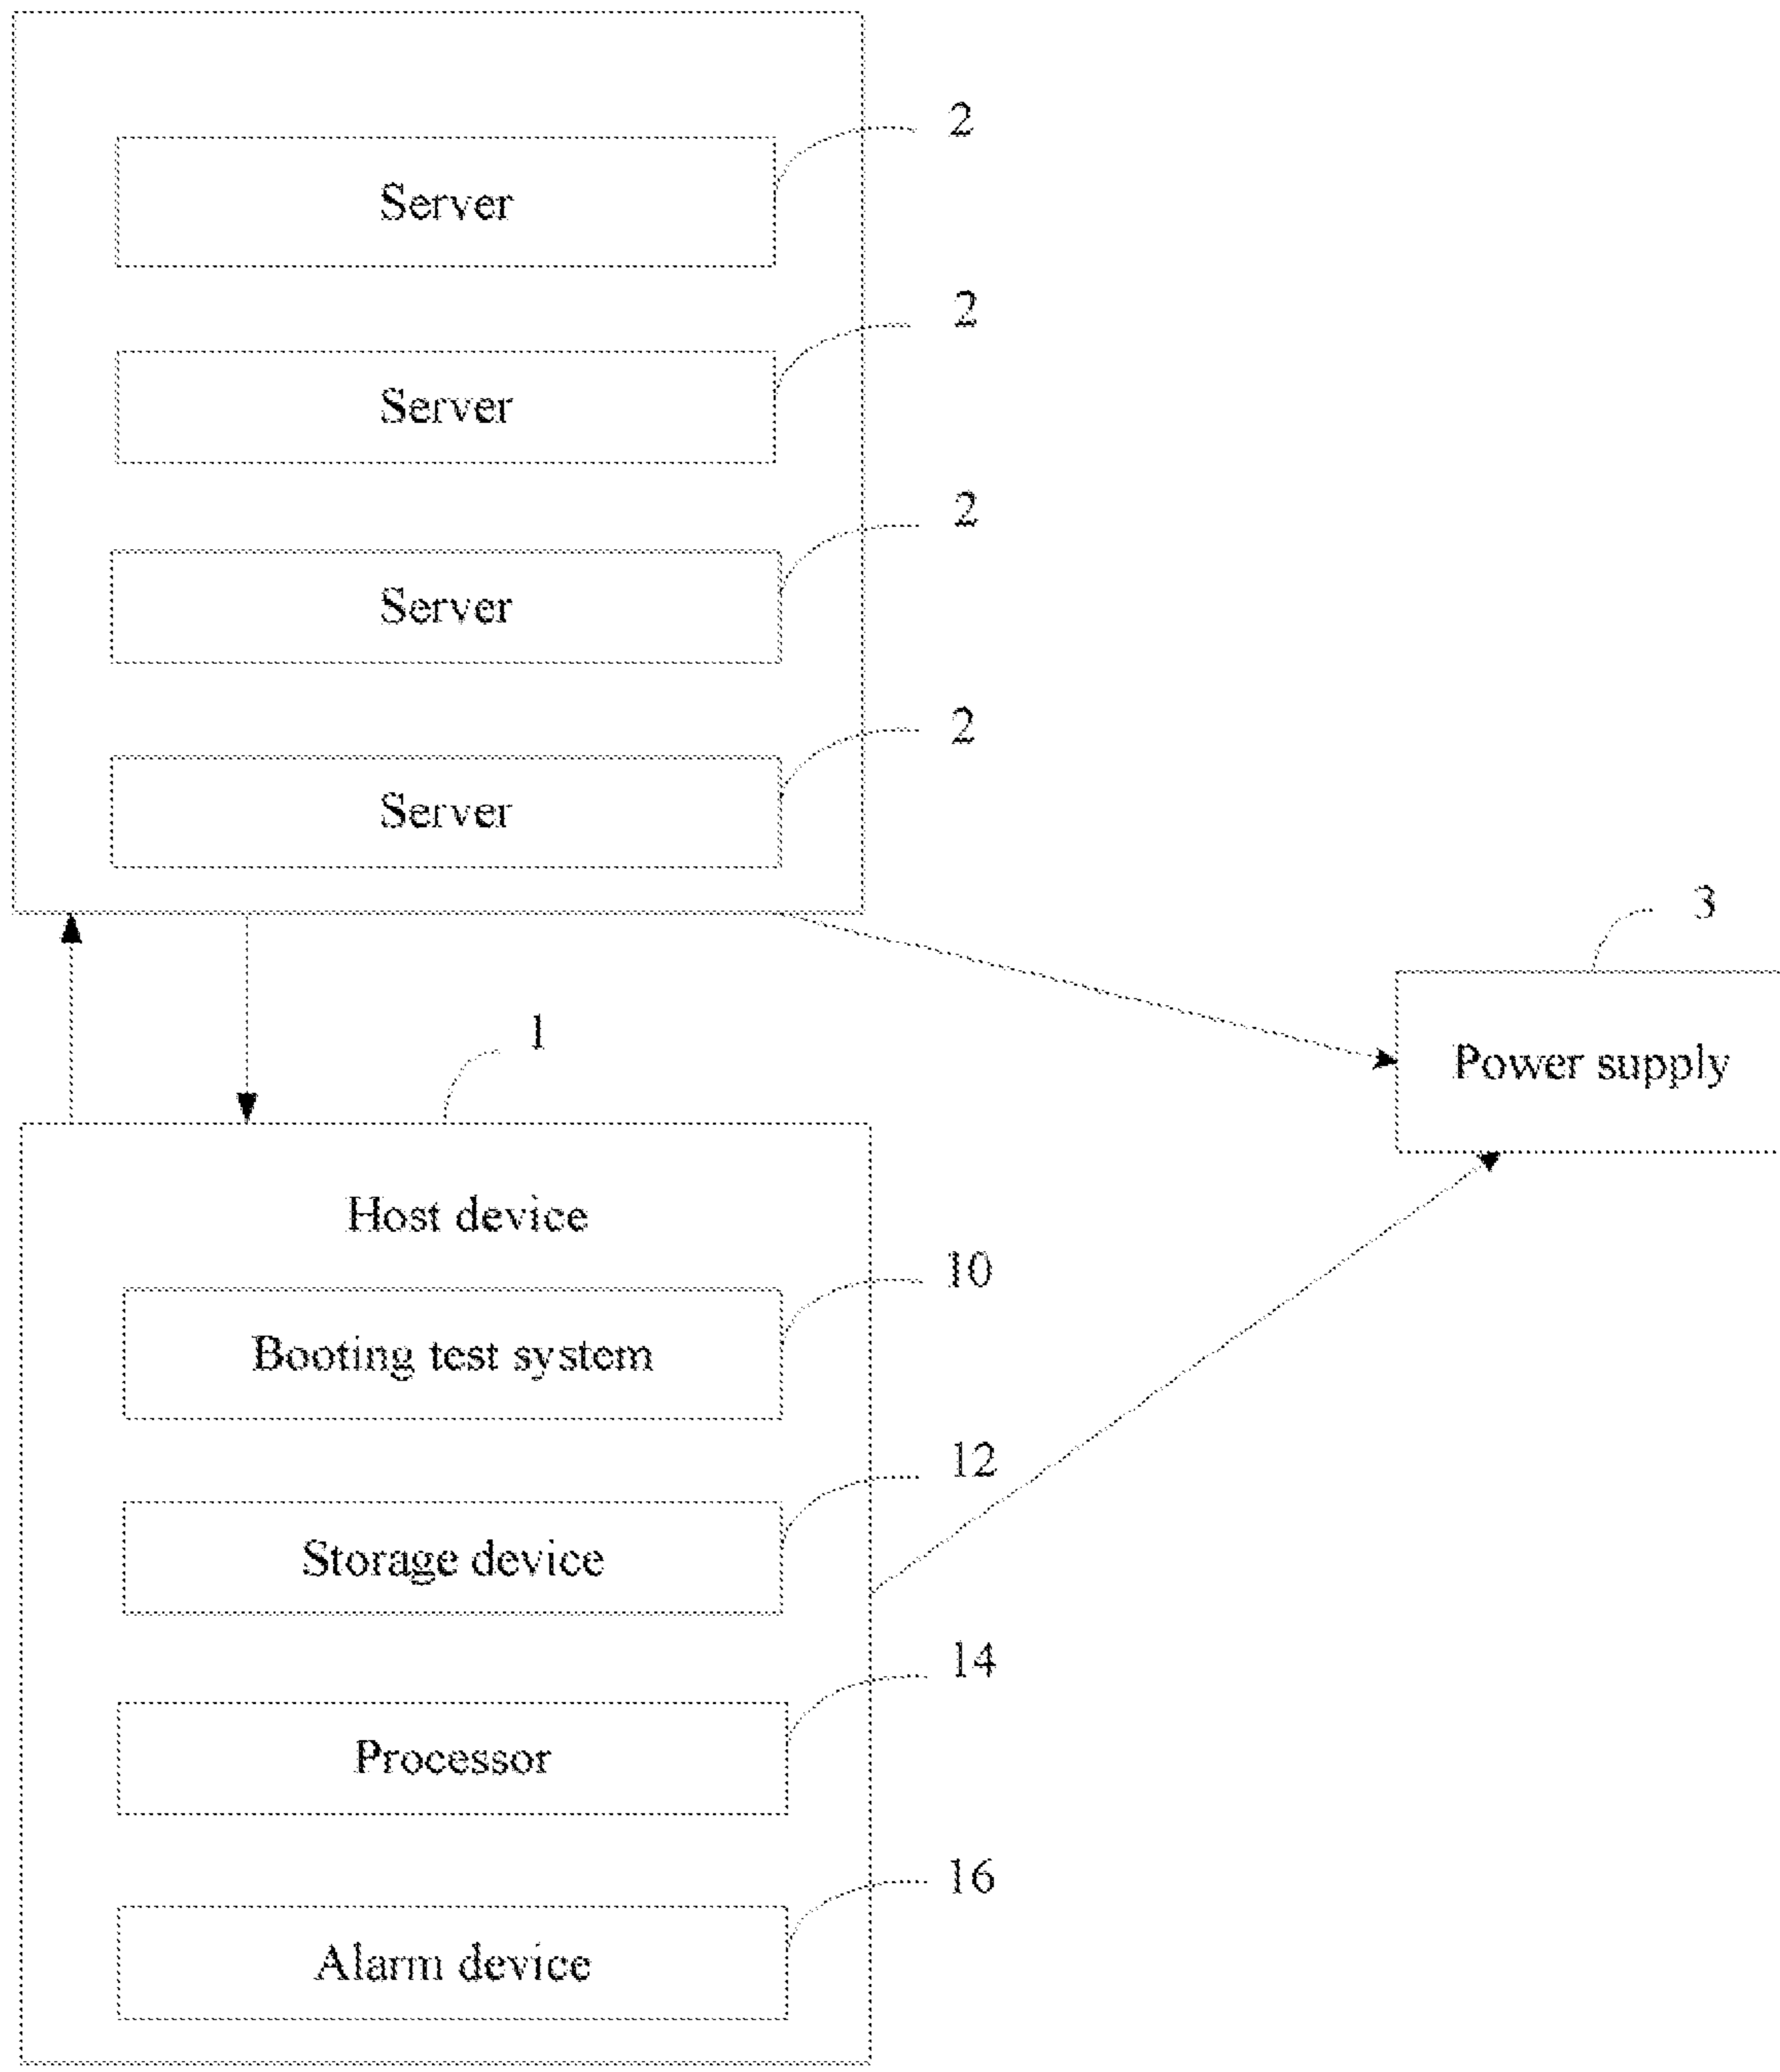 2
Server
2
Server
2
Server
2
Server
3
Power supply
1
Host device
10
Booting test system
12
Storage device
14
Processor
16
Alarm device